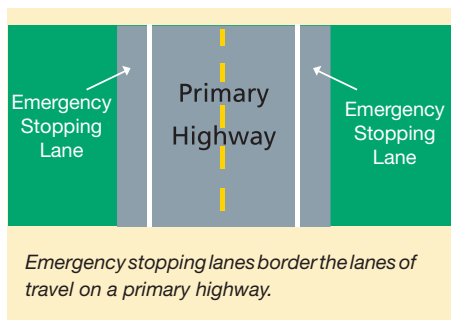 Primary
Highway
Emergency
Stopping
Lane
Emergency
Stopping
Lane
Emergency stopping lanes border the lanes of
travel on a primary highway.